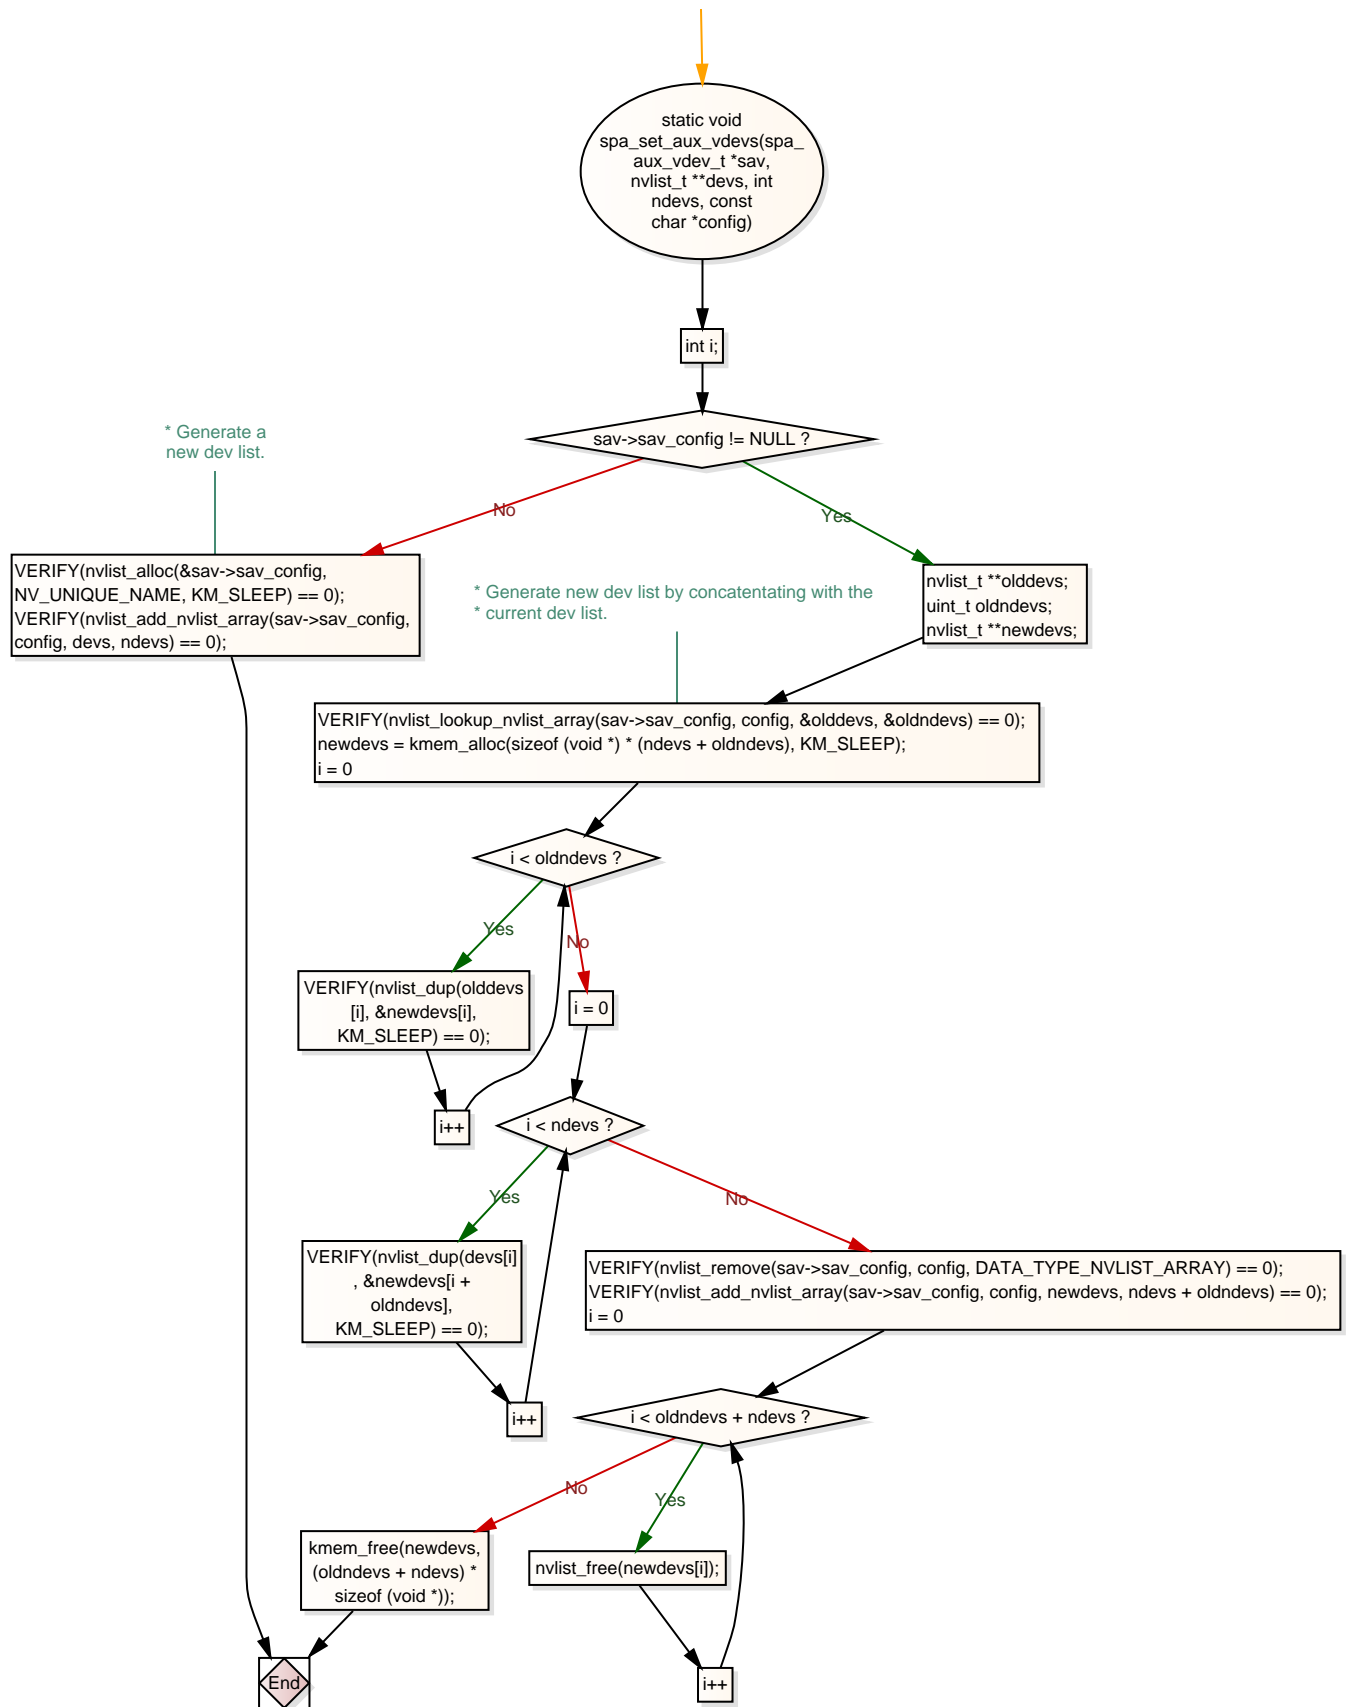 static void
spa_set_aux_vdevs(spa_
aux_vdev_t *sav,
nvlist_t **devs, int
ndevs, const
char *config)
int i;
sav->sav_config != NULL ?
* Generate a
new dev list.
No
Yes
VERIFY(nvlist_alloc(&sav->sav_config,
NV_UNIQUE_NAME, KM_SLEEP) == 0);
VERIFY(nvlist_add_nvlist_array(sav->sav_config,
config, devs, ndevs) == 0);
nvlist_t **olddevs;
uint_t oldndevs;
nvlist_t **newdevs;
* Generate new dev list by concatentating with the
* current dev list.
VERIFY(nvlist_lookup_nvlist_array(sav->sav_config, config, &olddevs, &oldndevs) == 0);
newdevs = kmem_alloc(sizeof (void *) * (ndevs + oldndevs), KM_SLEEP);
i = 0
i < oldndevs ?
Yes
No
VERIFY(nvlist_dup(olddevs
[i], &newdevs[i],
KM_SLEEP) == 0);
i = 0
i++
i < ndevs ?
Yes
No
VERIFY(nvlist_dup(devs[i]
, &newdevs[i +
oldndevs],
KM_SLEEP) == 0);
VERIFY(nvlist_remove(sav->sav_config, config, DATA_TYPE_NVLIST_ARRAY) == 0);
VERIFY(nvlist_add_nvlist_array(sav->sav_config, config, newdevs, ndevs + oldndevs) == 0);
i = 0
i++
i < oldndevs + ndevs ?
No
Yes
kmem_free(newdevs,
(oldndevs + ndevs) *
sizeof (void *));
nvlist_free(newdevs[i]);
End
i++